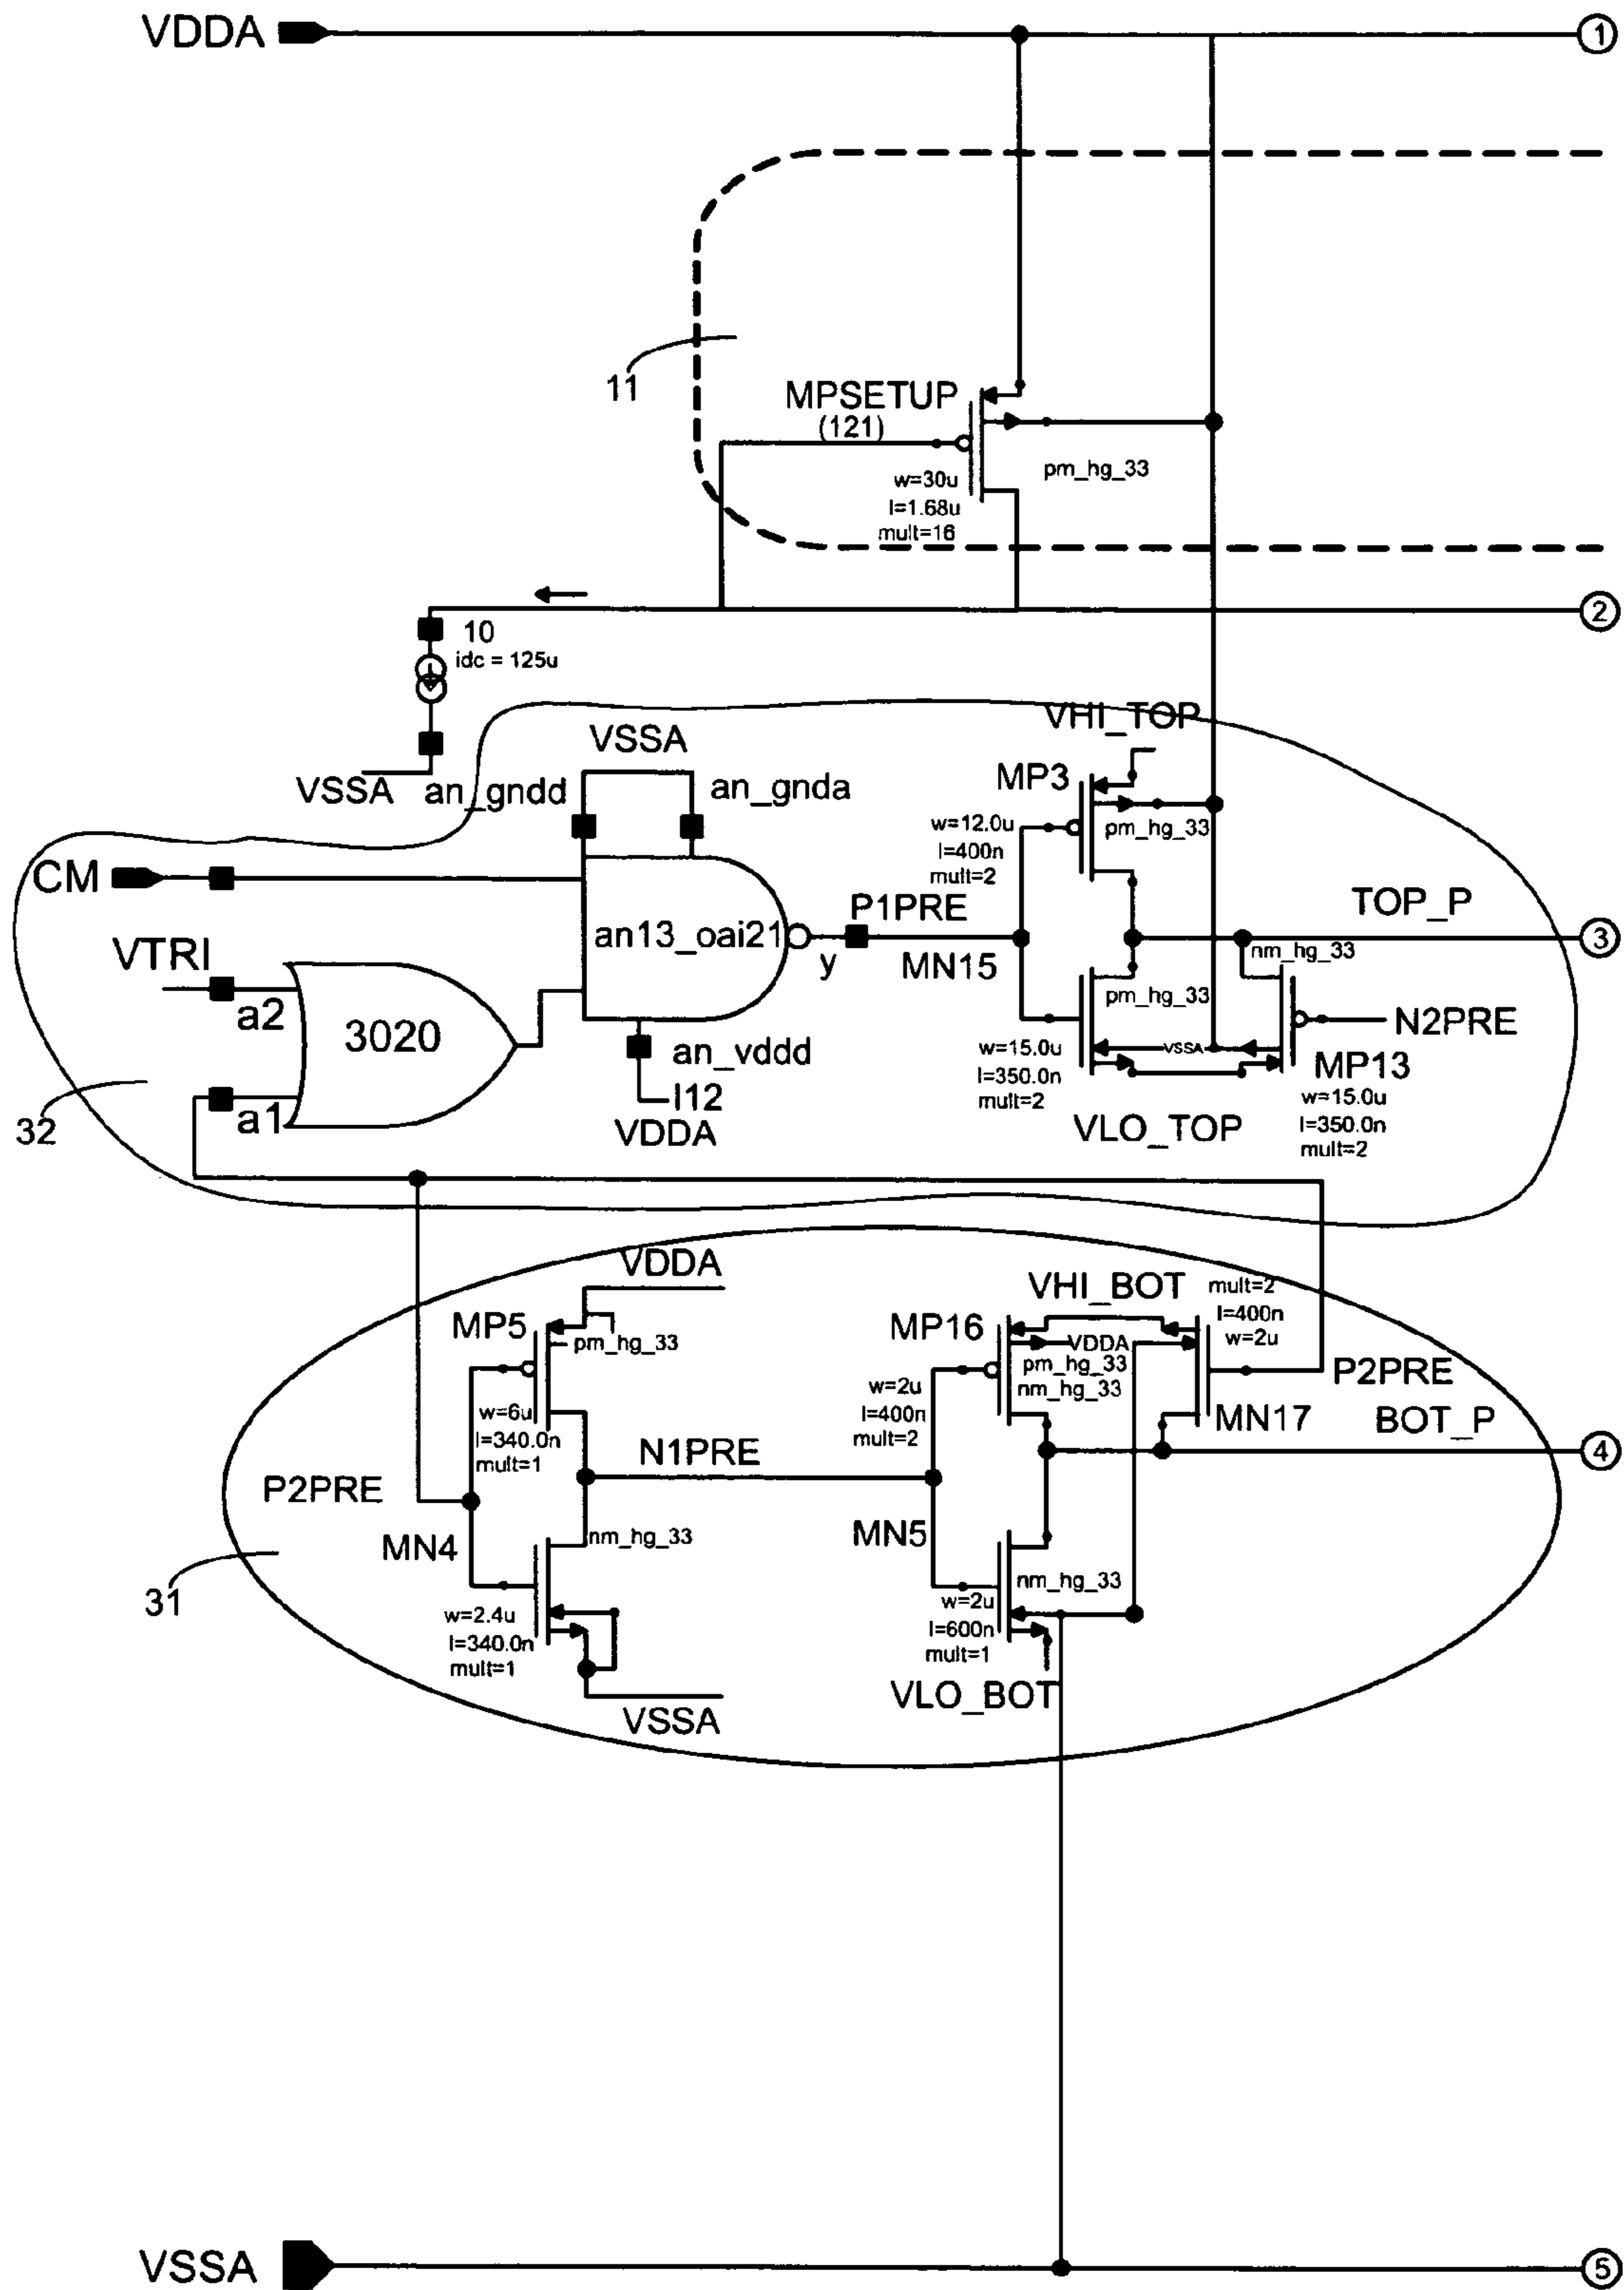 VDDA
1
11
MPSETUP
(121)
w=30u
l=1.68u
mult=16
pm_hg_33
2
10
idc = 125u
VSSA
an_gndd
VSSA
an_gnda
VHI_TOP
MP3
w=12.0u
l=400n
mult=2
pm_hg_33
CM
an13_oai21
y
P1PRE
MN15
TOP_P
3
nm_hg_33
VTRI
a2
3020
a1
an_vddd
I12
VDDA
pm_hg_33
w=15.0u
l=350.0n
mult=2
VSSA
N2PRE
MP13
w=15.0u
l=350.0n
mult=2
VLO_TOP
32
VDDA
MP5
pm_hg_33
w=6u
l=340.0n
mult=1
VHI_BOT
mult=2
l=400n
w=2u
MP16
VDDA
pm_hg_33
nm_hg_33
w=2u
l=400n
mult=2
P2PRE
MN17
BOT_P
4
N1PRE
P2PRE
MN4
nm_hg_33
w=2.4u
l=340.0n
mult=1
VSSA
MN5
nm_hg_33
w=2u
l=600n
mult=1
VLO_BOT
31
VSSA
5